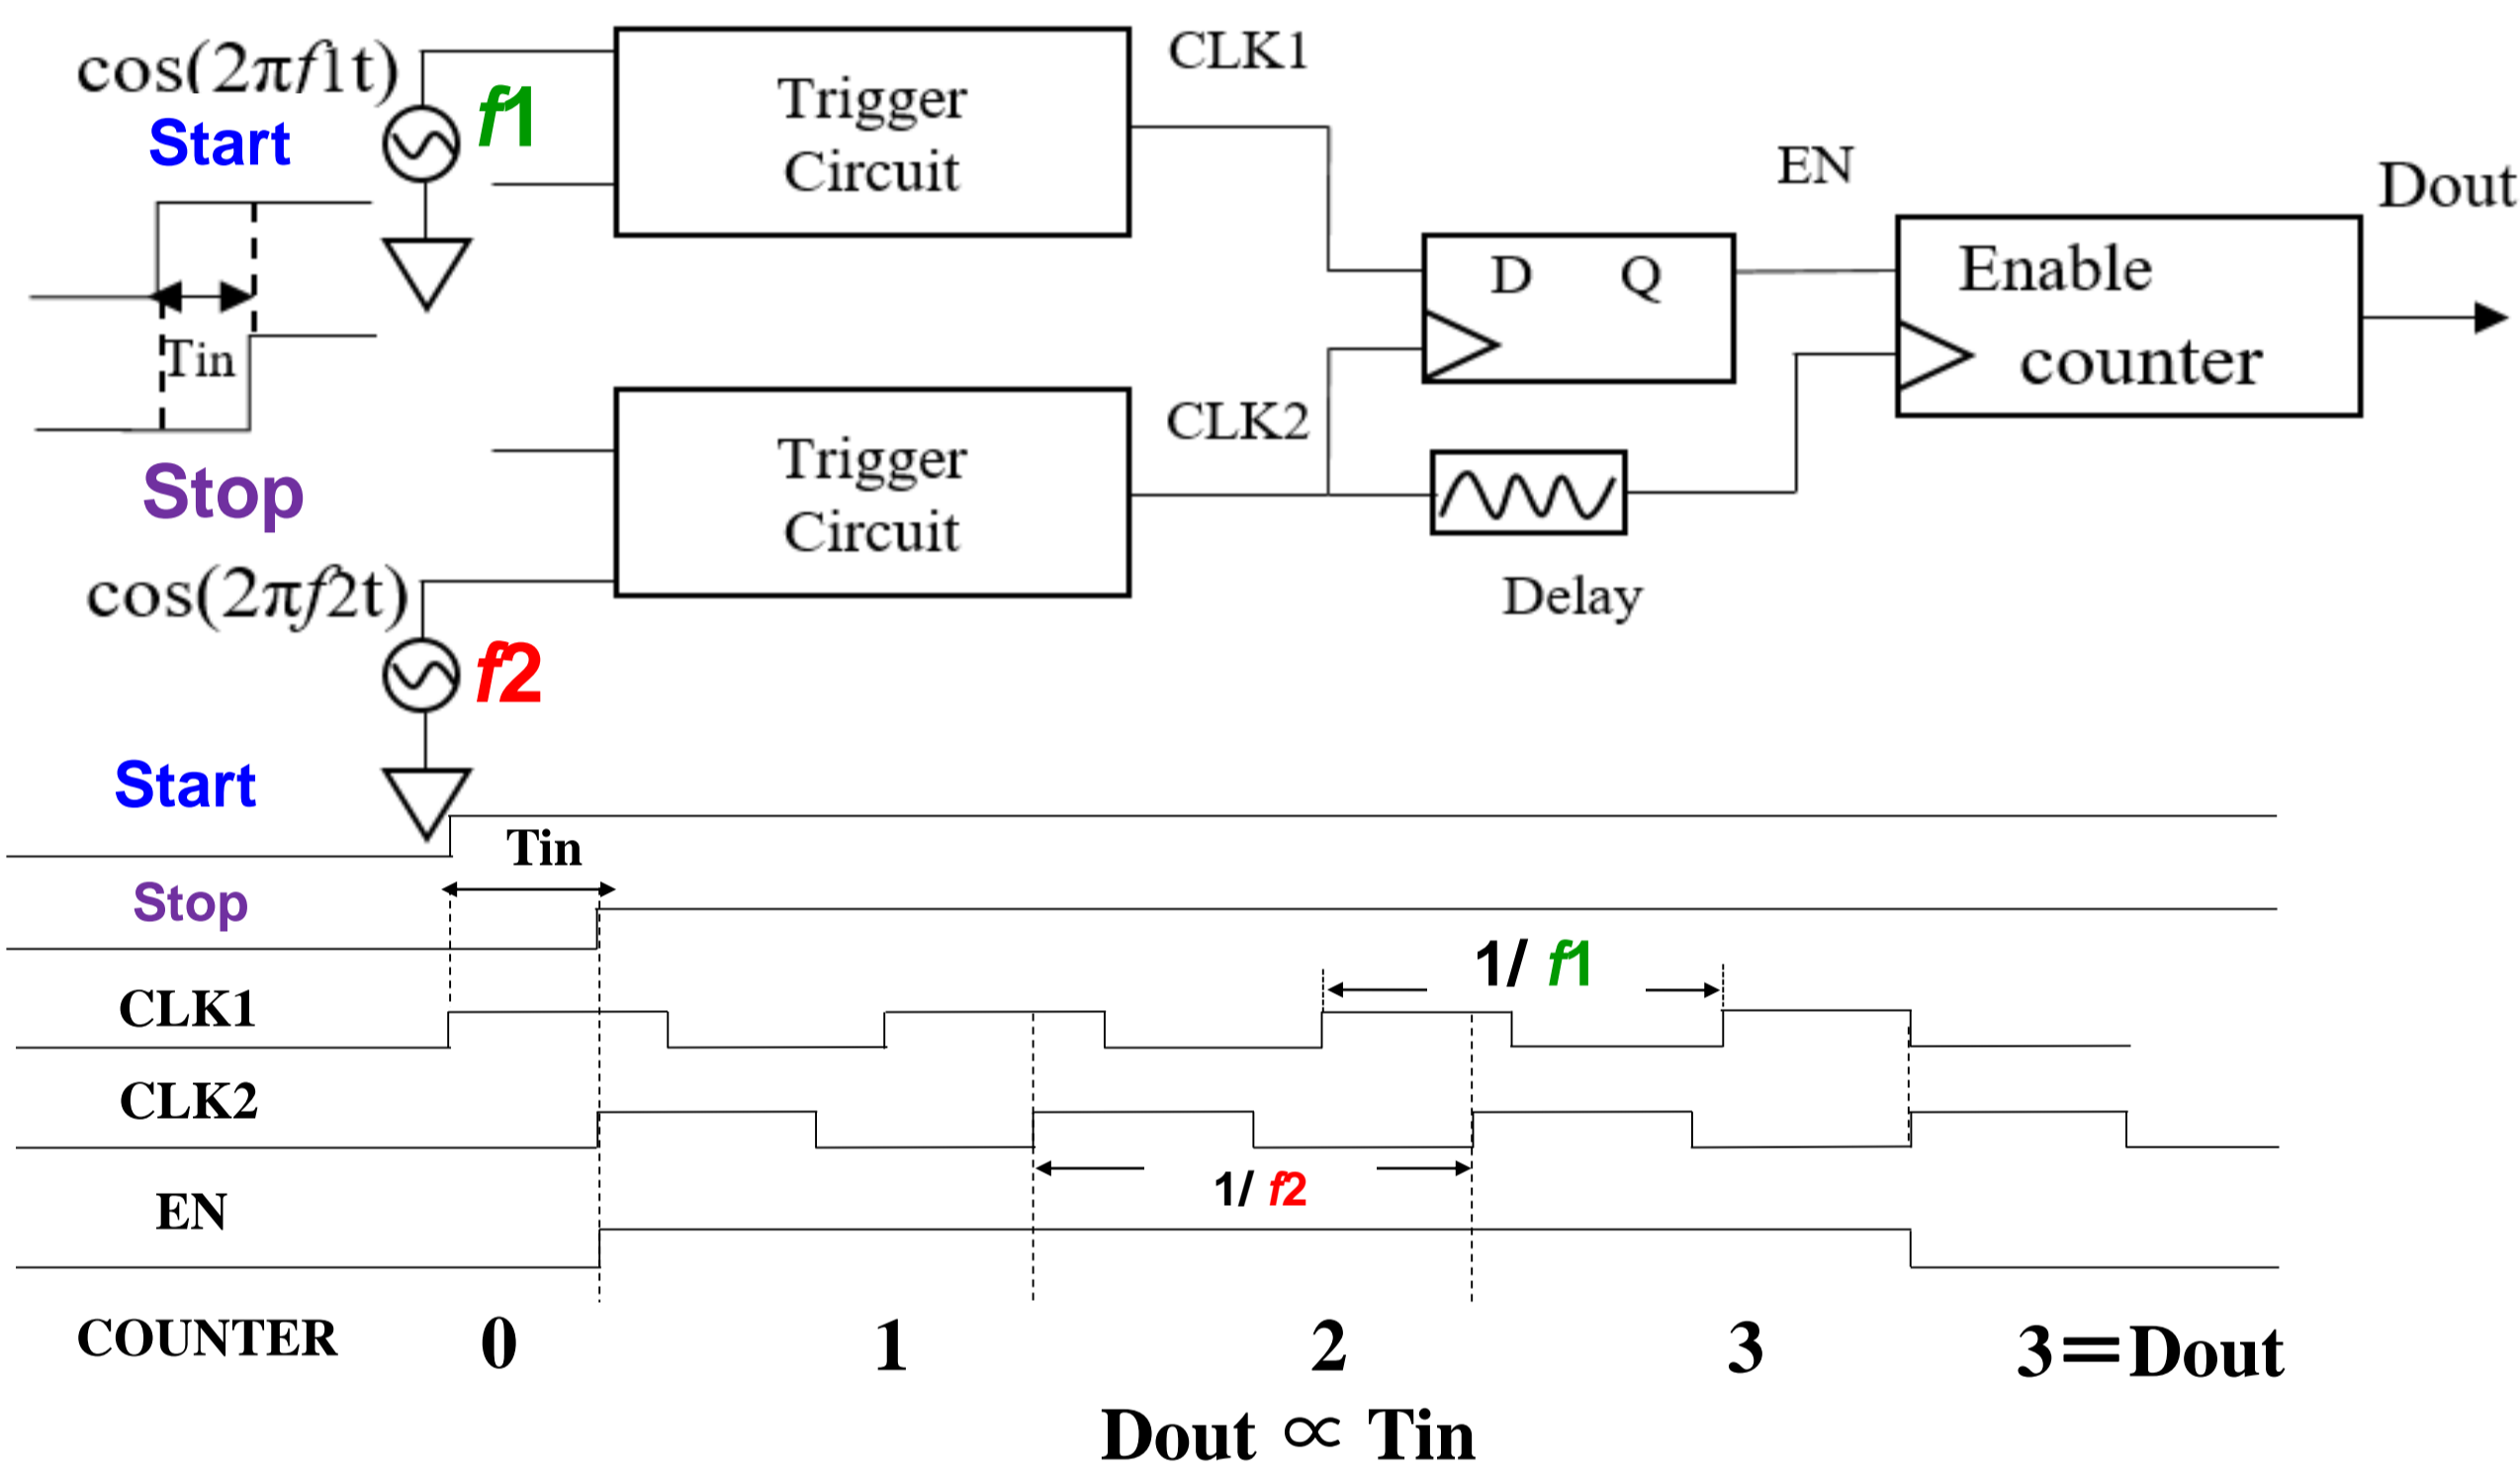 cos(2πf1t)
Start
f1
Trigger
Circuit
CLK1
Tin
Stop
EN
Dout
D Q
Enable
counter
CLK2
Trigger
Circuit
cos(2πf2t)
Delay
f2
Start
Tin
Stop
1/ f1
CLK1
CLK2
1/ f2
EN
COUNTER 0 1 2 3 3=Dout
Dout ∝ Tin